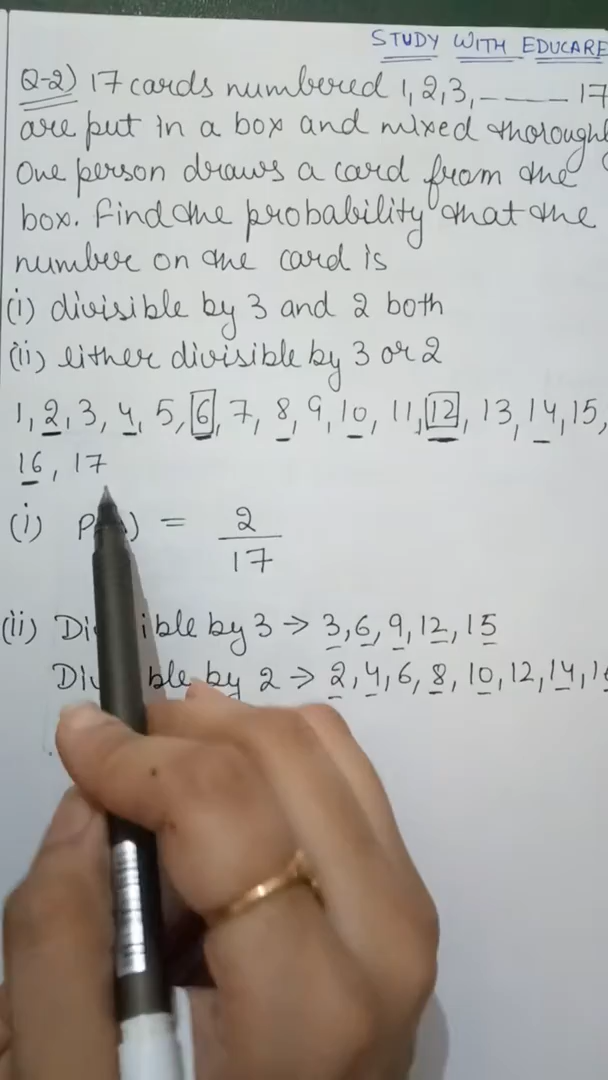 STUDY WITH EDUCARE
Q-2) 17 cards numbered 1, 2, 3, _ _ _ 17
are put in a box and mixed thorough
One person draws a card from the
box. Find the probability that the
number on the card is
(i) divisible by 3 and 2 both
(ii) either divisible by 3 or 2
1, 2, 3, 4, 5, 6, 7, 8, 9, 10, 11, 12, 13, 14, 15,
16, 17
(i) P( ) = 2/17
(ii) Di ible by 3 → 3, 6, 9, 12, 15
Di ble by 2 → 2, 4, 6, 8, 10, 12, 14, 1